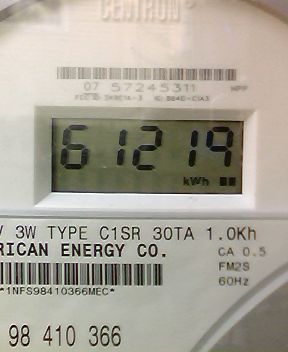 CENTRON®
07 57245311
61219
kWh
V 3W TYPE C1SR 30TA 1.0Kh
RICAN ENERGY CO.
CA 0.5
FM2S
60Hz
*1NFS98410366MEC*
98 410 366